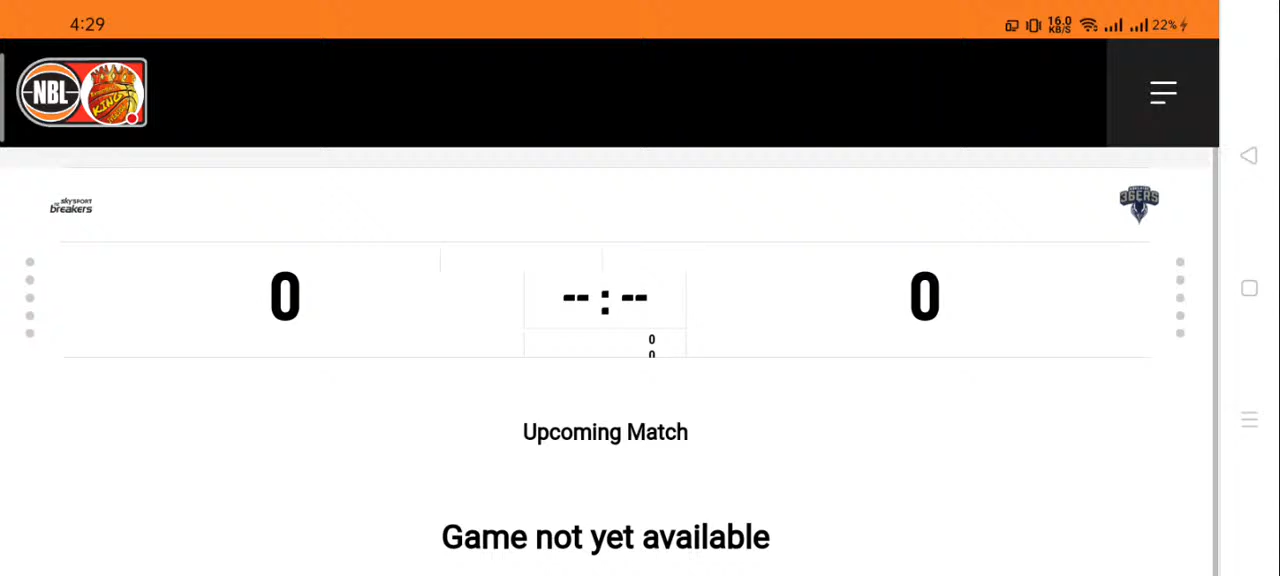 4:29
16.0
KB/S
22%
NBL
KINGS
sky sport
breakers
36ERS
0
-- : --
0
0
0
Upcoming Match
Game not yet available